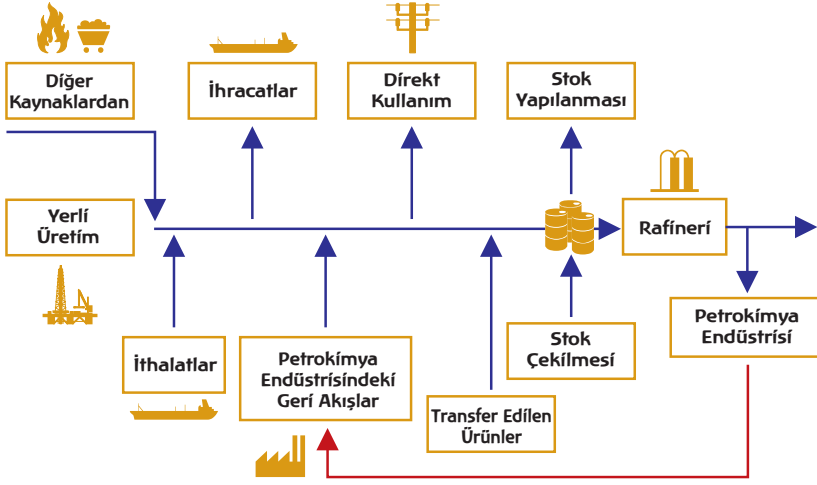 Diğer
Kaynaklardan
İhracatlar
Direkt
Kullanım
Stok
Yapılanması
Yerli
Üretim
Rafineri
İthalatlar
Petrokimya
Endüstrisindeki
Geri Akışlar
Transfer Edilen
Ürünler
Stok
Çekilmesi
Petrokimya
Endüstrisi